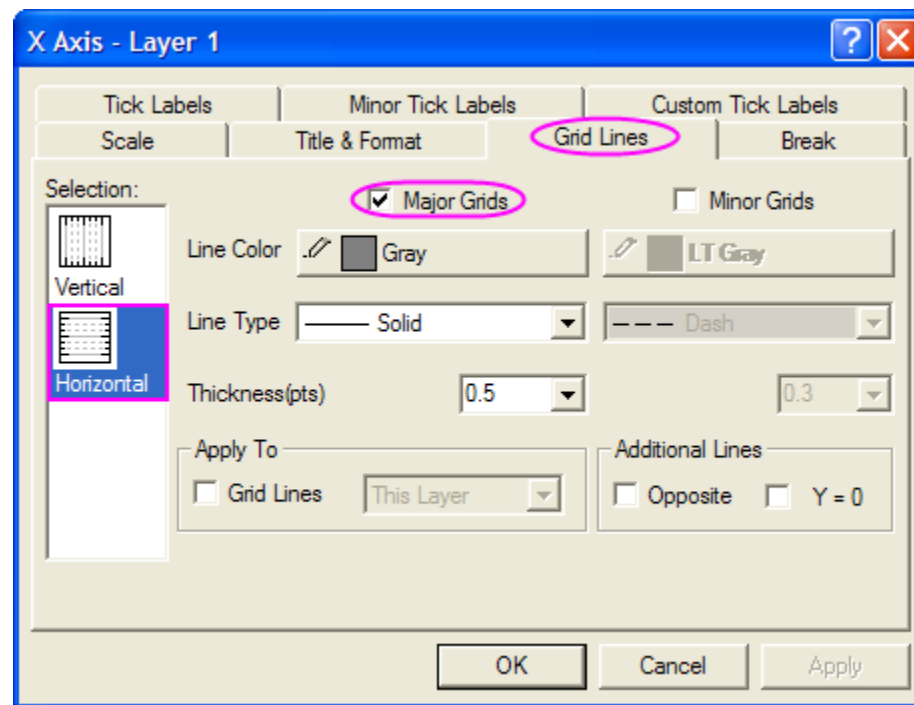 X Axis - Layer 1
Tick Labels Minor Tick Labels Custom Tick Labels
Scale Title & Format Grid Lines Break
Selection: Major Grids Minor Grids
Vertical
Horizontal
Line Color Gray LT Gray
Line Type Solid Dash
Thickness(pts) 0.5 0.3
Apply To Additional Lines
Grid Lines This Layer Opposite Y = 0
OK Cancel Apply